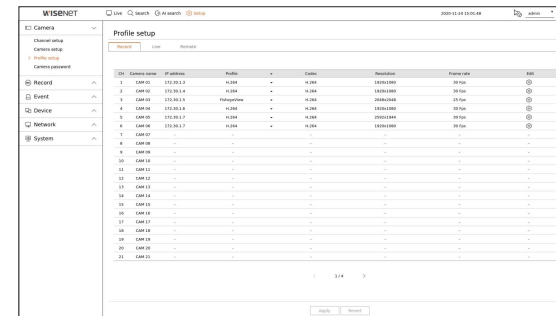 WISENET
Live Search AI search Setup 2020-11-14 15:01:48 admin
Camera
Channel setup
Camera setup
Profile setup
Camera password
Record
Event
Device
Network
System
Profile setup
Record Live Remote
CH Camera name IP address Profile Codec Resolution Frame rate Edit
1 CAM 01 172.30.1.3 H.264 H.264 1920x1080 30 fps
2 CAM 02 172.30.1.4 H.264 H.264 1920x1080 30 fps
3 CAM 03 172.30.1.5 FisheyeView H.264 2048x2048 25 fps
4 CAM 04 172.30.1.6 H.264 H.264 1920x1080 30 fps
5 CAM 05 172.30.1.7 H.264 H.264 2592x1944 30 fps
6 CAM 06 172.30.1.7 H.264 H.264 1920x1080 30 fps
7 CAM 07 - - - - - -
8 CAM 08 - - - - - -
9 CAM 09 - - - - - -
10 CAM 10 - - - - - -
11 CAM 11 - - - - - -
12 CAM 12 - - - - - -
13 CAM 13 - - - - - -
14 CAM 14 - - - - - -
15 CAM 15 - - - - - -
16 CAM 16 - - - - - -
17 CAM 17 - - - - - -
18 CAM 18 - - - - - -
19 CAM 19 - - - - - -
20 CAM 20 - - - - - -
21 CAM 21 - - - - - -
< 1/4 >
Apply Revert